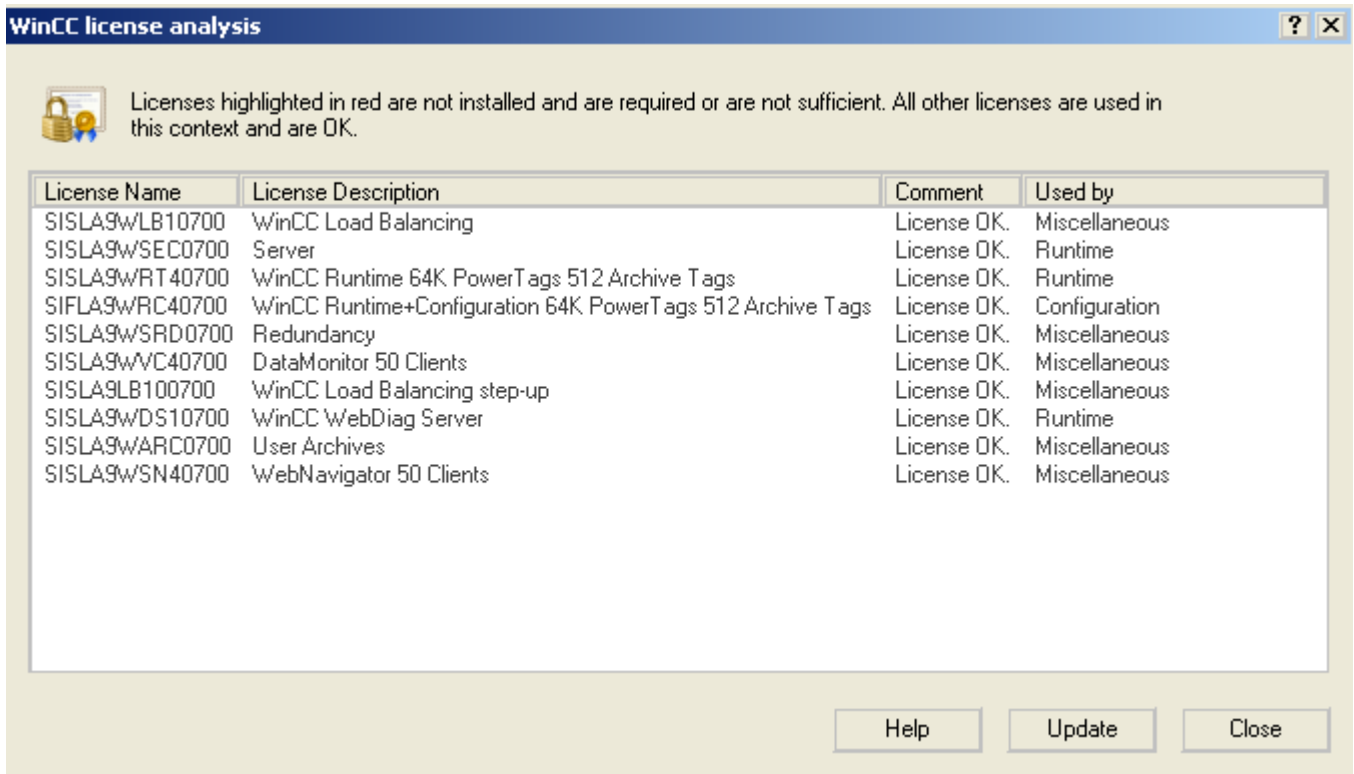 WinCC license analysis
Licenses highlighted in red are not installed and are required or are not sufficient. All other licenses are used in
this context and are OK.
License Name License Description Comment Used by
SISLA9WLB10700 WinCC Load Balancing License OK. Miscellaneous
SISLA9WSEC0700 Server License OK. Runtime
SISLA9WRT40700 WinCC Runtime 64K PowerTags 512 Archive Tags License OK. Runtime
SIFLA9WRC40700 WinCC Runtime+Configuration 64K PowerTags 512 Archive Tags License OK. Configuration
SISLA9WSRD0700 Redundancy License OK. Miscellaneous
SISLA9WVC40700 DataMonitor 50 Clients License OK. Miscellaneous
SISLA9LB100700 WinCC Load Balancing step-up License OK. Miscellaneous
SISLA9WDS10700 WinCC WebDiag Server License OK. Runtime
SISLA9WARC0700 User Archives License OK. Miscellaneous
SISLA9WSN40700 WebNavigator 50 Clients License OK. Miscellaneous
Help Update Close